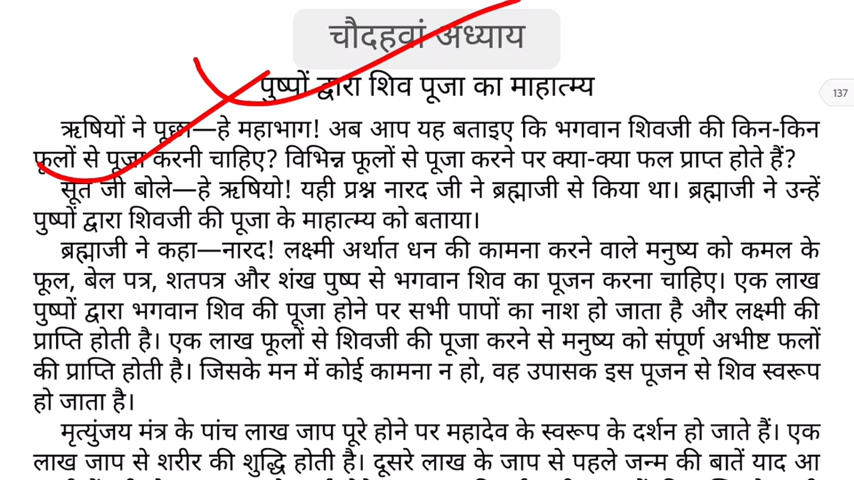 चौदहवां अध्याय
पुष्पों द्वारा शिव पूजा का माहात्म्य
137
ऋषियों ने पूछा—हे महाभाग! अब आप यह बताइए कि भगवान शिवजी की किन-किन
फूलों से पूजा करनी चाहिए? विभिन्न फूलों से पूजा करने पर क्या-क्या फल प्राप्त होते हैं?
सूत जी बोले—हे ऋषियो! यही प्रश्न नारद जी ने ब्रह्माजी से किया था। ब्रह्माजी ने उन्हें
पुष्पों द्वारा शिवजी की पूजा के माहात्म्य को बताया।
ब्रह्माजी ने कहा—नारद! लक्ष्मी अर्थात धन की कामना करने वाले मनुष्य को कमल के
फूल, बेल पत्र, शतपत्र और शंख पुष्प से भगवान शिव का पूजन करना चाहिए। एक लाख
पुष्पों द्वारा भगवान शिव की पूजा होने पर सभी पापों का नाश हो जाता है और लक्ष्मी की
प्राप्ति होती है। एक लाख फूलों से शिवजी की पूजा करने से मनुष्य को संपूर्ण अभीष्ट फलों
की प्राप्ति होती है। जिसके मन में कोई कामना न हो, वह उपासक इस पूजन से शिव स्वरूप
हो जाता है।
मृत्युंजय मंत्र के पांच लाख जाप पूरे होने पर महादेव के स्वरूप के दर्शन हो जाते हैं। एक
लाख जाप से शरीर की शुद्धि होती है। दूसरे लाख के जाप से पहले जन्म की बातें याद आ